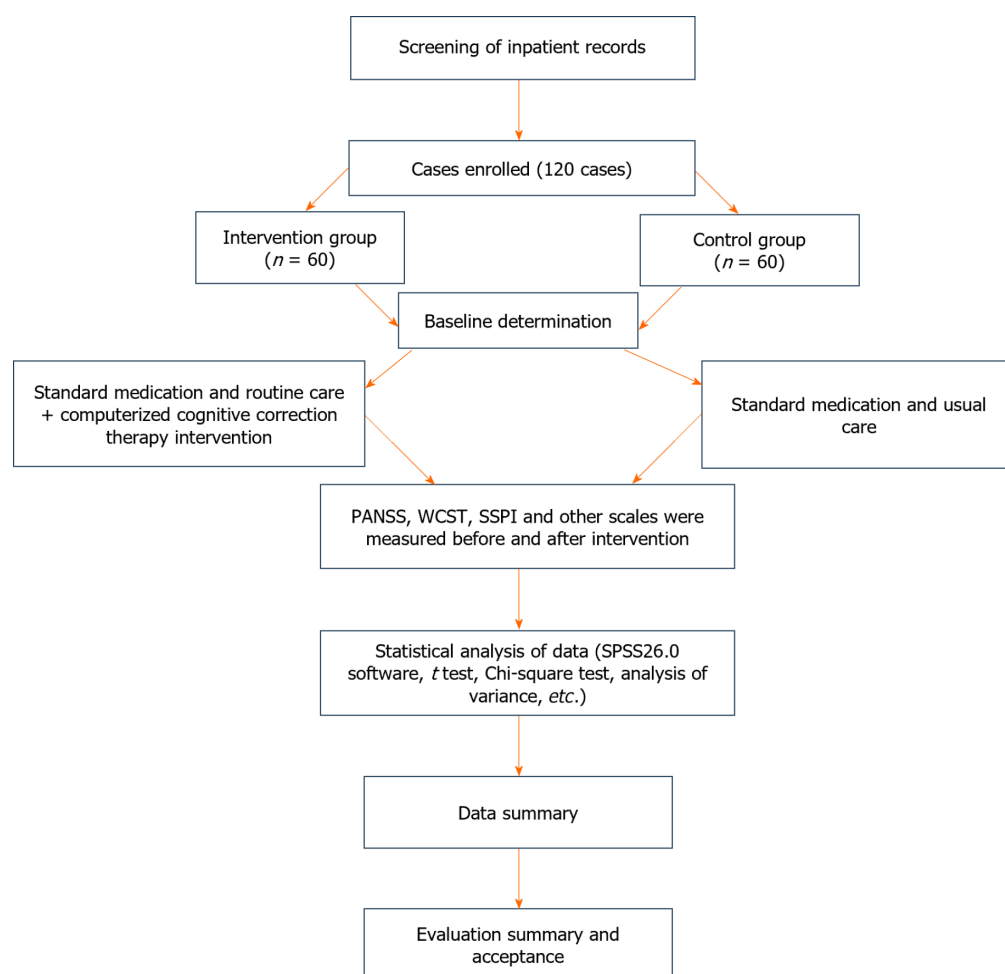 Screening of inpatient records
Cases enrolled (120 cases)
Intervention group
(n = 60)
Control group
(n = 60)
Baseline determination
Standard medication and routine care
+ computerized cognitive correction
therapy intervention
Standard medication and usual
care
PANSS, WCST, SSPI and other scales were
measured before and after intervention
Statistical analysis of data (SPSS26.0
software, t test, Chi-square test, analysis of
variance, etc.)
Data summary
Evaluation summary and
acceptance